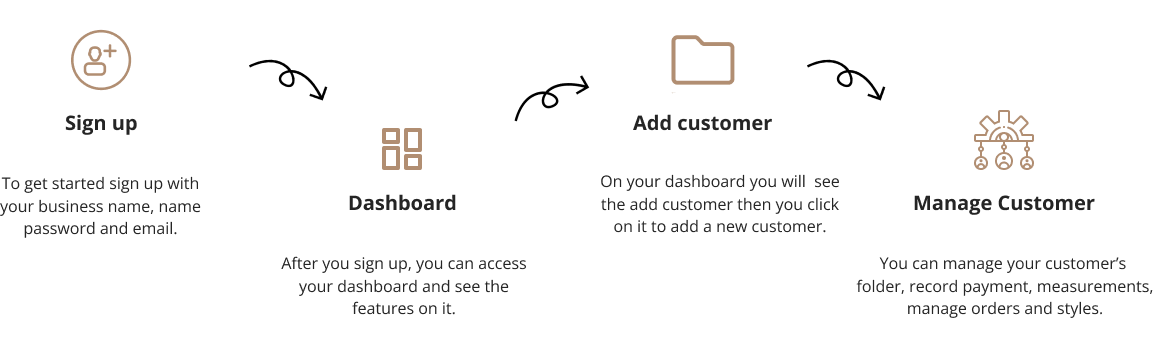 Sign up
To get started sign up with
your business name, name
password and email.
Dashboard
After you sign up, you can access
your dashboard and see the
features on it.
Add customer
On your dashboard you will  see
the add customer then you click
on it to add a new customer.
Manage Customer
You can manage your customer’s
folder, record payment, measurements,
manage orders and styles.